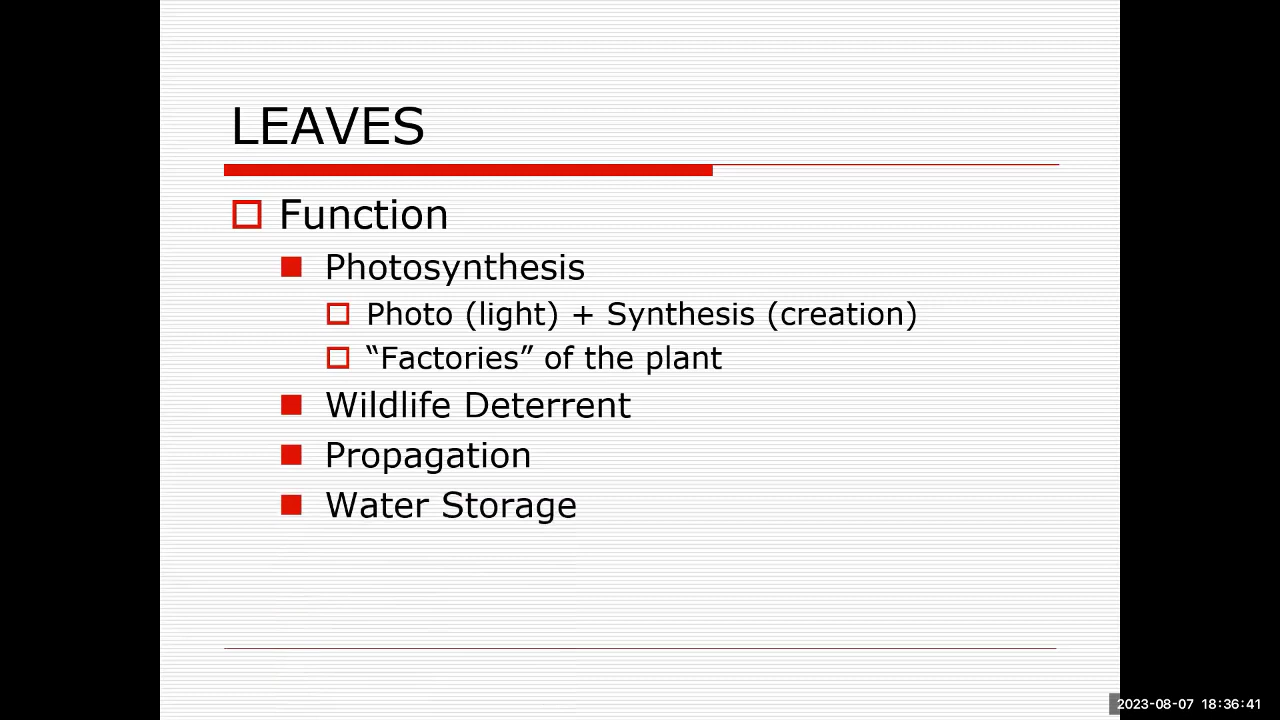 LEAVES
Function
Photosynthesis
Photo (light) + Synthesis (creation)
“Factories” of the plant
Wildlife Deterrent
Propagation
Water Storage
2023-08-07 18:36:41